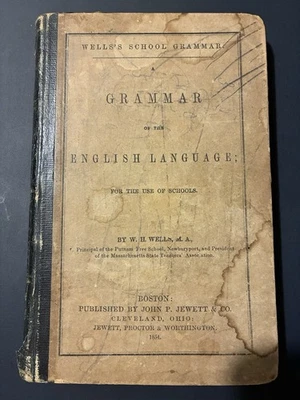 WELLS'S SCHOOL GRAMMAR.
A
GRAMMAR
OF THE
ENGLISH LANGUAGE;
FOR THE USE OF SCHOOLS.
BY W. H. WELLS, M. A.,
Principal of the Putnam Free School, Newburyport, and President
of the Massachusetts State Teachers' Association.
BOSTON:
PUBLISHED BY JOHN P. JEWETT & CO.
CLEVELAND, OHIO:
JEWETT, PROCTOR & WORTHINGTON.